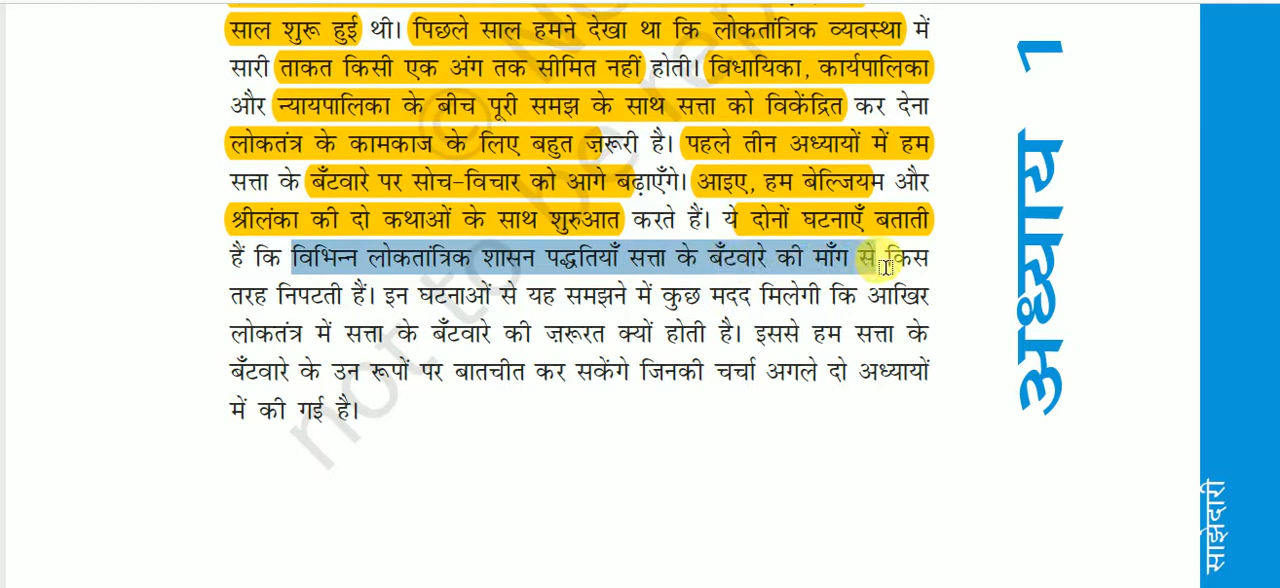 साल शुरू हुई थी। पिछले साल हमने देखा था कि लोकतांत्रिक व्यवस्था में
सारी ताकत किसी एक अंग तक सीमित नहीं होती। विधायिका, कार्यपालिका
और न्यायपालिका के बीच पूरी समझ के साथ सत्ता को विकेंद्रित कर देना
लोकतंत्र के कामकाज के लिए बहुत ज़रूरी है। पहले तीन अध्यायों में हम
सत्ता के बँटवारे पर सोच-विचार को आगे बढ़ाएँगे। आइए, हम बेल्जियम और
श्रीलंका की दो कथाओं के साथ शुरुआत करते हैं। ये दोनों घटनाएँ बताती
हैं कि विभिन्न लोकतांत्रिक शासन पद्धतियाँ सत्ता के बँटवारे की माँग से किस
तरह निपटती हैं। इन घटनाओं से यह समझने में कुछ मदद मिलेगी कि आखिर
लोकतंत्र में सत्ता के बँटवारे की ज़रूरत क्यों होती है। इससे हम सत्ता के
बँटवारे के उन रूपों पर बातचीत कर सकेंगे जिनकी चर्चा अगले दो अध्यायों
में की गई है।
अध्याय 1
साझेदारी
not to be